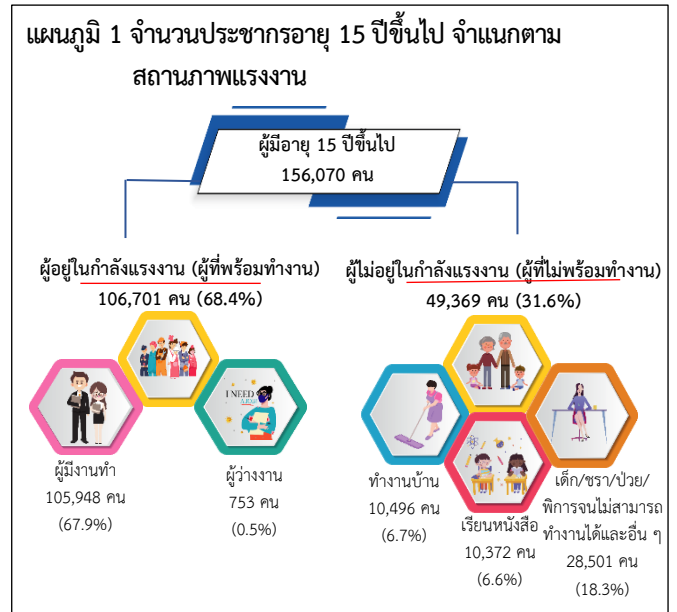 แผนภูมิ 1 จำนวนประชากรอายุ 15 ปีขึ้นไป จำแนกตาม
สถานภาพแรงงาน
ผู้มีอายุ 15 ปีขึ้นไป
156,070 คน
ผู้อยู่ในกำลังแรงงาน (ผู้ที่พร้อมทำงาน)
106,701 คน (68.4%)
ผู้ไม่อยู่ในกำลังแรงงาน (ผู้ที่ไม่พร้อมทำงาน)
49,369 คน (31.6%)
I NEED
A JOB
ผู้มีงานทำ
105,948 คน
(67.9%)
ผู้ว่างงาน
753 คน
(0.5%)
ทำงานบ้าน
10,496 คน
(6.7%)
เรียนหนังสือ
10,372 คน
(6.6%)
เด็ก/ชรา/ป่วย/
พิการจนไม่สามารถ
ทำงานได้และอื่น ๆ
28,501 คน
(18.3%)